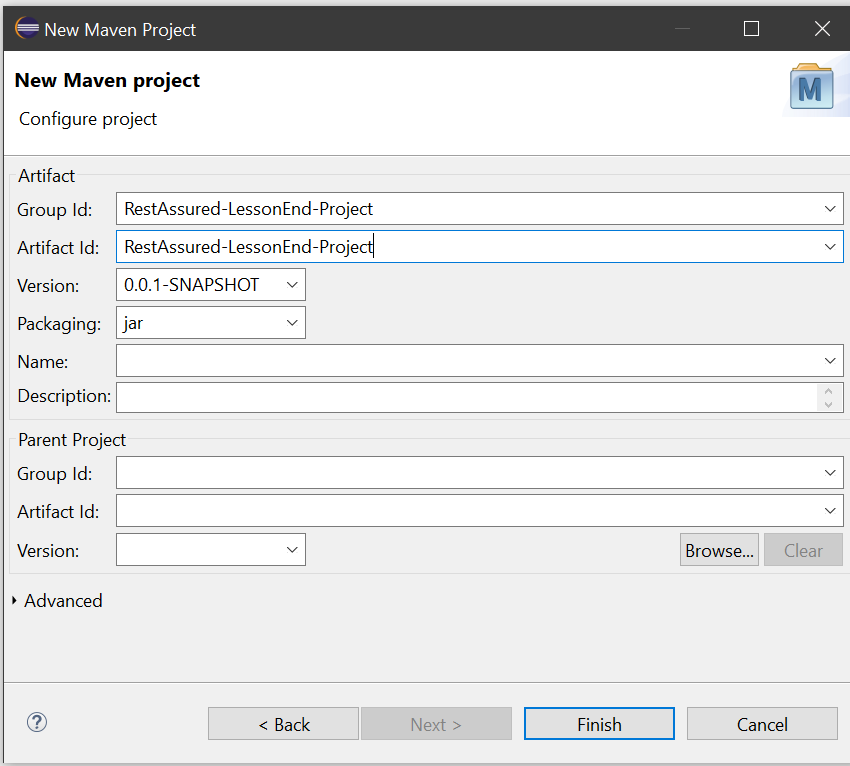 New Maven Project
New Maven project
M
Configure project
Artifact
Group Id: RestAssured-LessonEnd-Project
Artifact Id: RestAssured-LessonEnd-Project
Version: 0.0.1-SNAPSHOT
Packaging: jar
Name:
Description:
Parent Project
Group Id:
Artifact Id:
Version: Browse... Clear
Advanced
? < Back Next > Finish Cancel